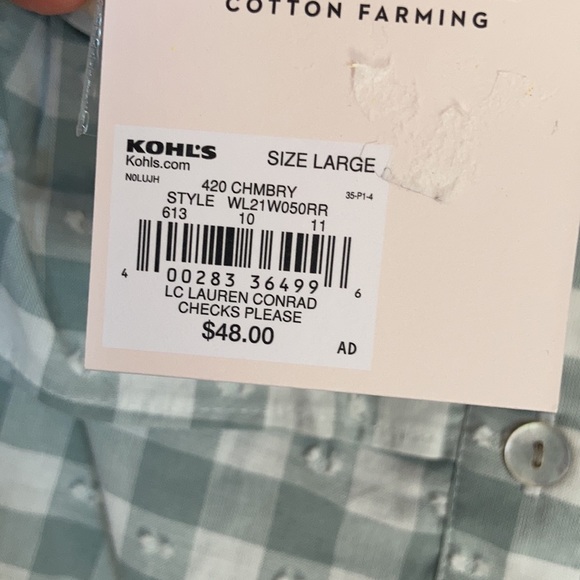 COTTON FARMING
KOHL'S
Kohls.com
SIZE LARGE
N0LUJH
420 CHMBRY
35-P1-4
STYLE WL21W050RR
613 10 11
4 00283 36499 6
LC LAUREN CONRAD
CHECKS PLEASE
$48.00
AD